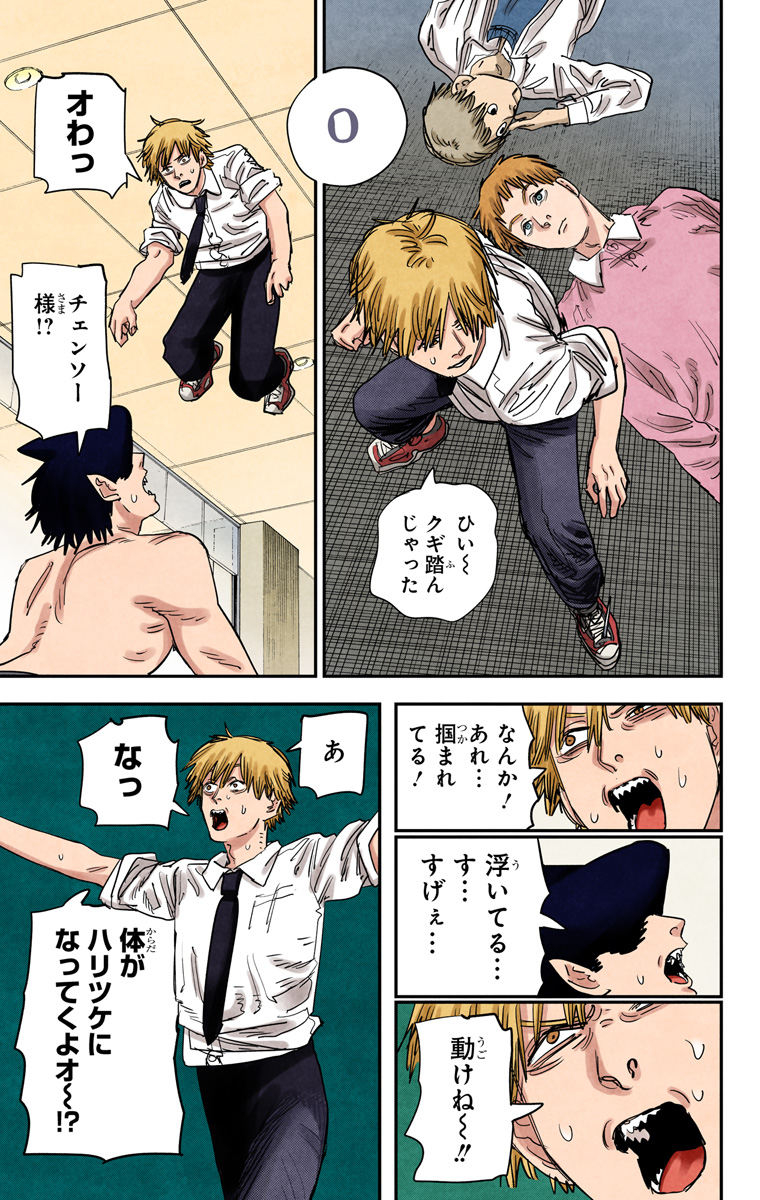 ひい〜
クギ踏ん
じゃった
０
オわっ
チェンソー
様!?
なんか！
あれ…
掴まれ
てる！
浮いてる…
す…
すげぇ…
動けね〜!!
あ
なっ
体が
ハリツケに
なってくよオ〜!?